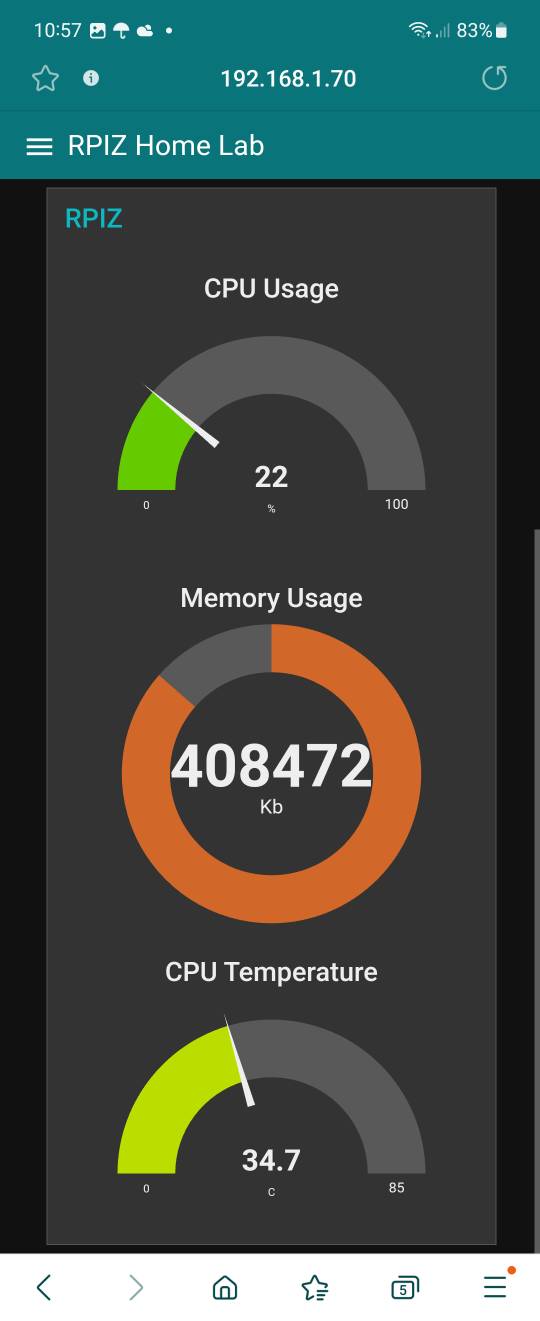 10:57 83%
192.168.1.70
RPIZ Home Lab
RPIZ
CPU Usage
22
0 % 100
Memory Usage
408472
Kb
CPU Temperature
34.7
0 C 85
5